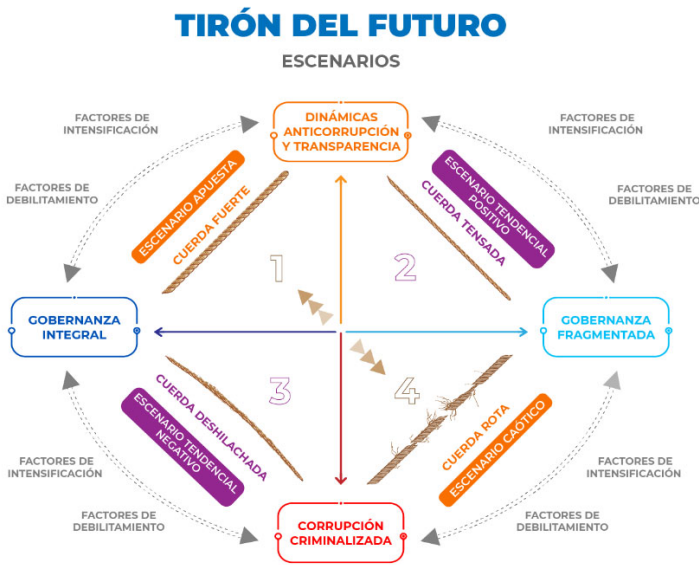 TIRÓN DEL FUTURO
ESCENARIOS
FACTORES DE
INTENSIFICACIÓN
DINÁMICAS
ANTICORRUPCIÓN
Y TRANSPARENCIA
FACTORES DE
INTENSIFICACIÓN
FACTORES DE
DEBILITAMIENTO
ESCENARIO APUESTA
CUERDA FUERTE
ESCENARIO TENDENCIAL
POSITIVO
CUERDA TENSADA
FACTORES DE
DEBILITAMIENTO
1
2
GOBERNANZA
INTEGRAL
GOBERNANZA
FRAGMENTADA
3
4
CUERDA DESHILACHADA
ESCENARIO TENDENCIAL
NEGATIVO
CUERDA ROTA
ESCENARIO CAÓTICO
FACTORES DE
INTENSIFICACIÓN
FACTORES DE
INTENSIFICACIÓN
FACTORES DE
DEBILITAMIENTO
CORRUPCIÓN
CRIMINALIZADA
FACTORES DE
DEBILITAMIENTO